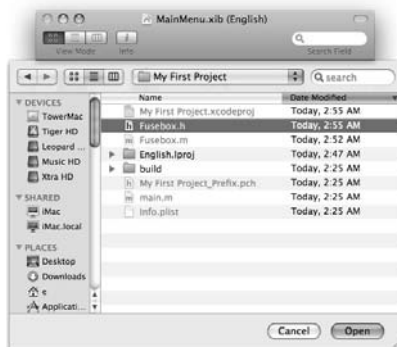 MainMenu.xib (English)
View Mode Info Search Field
My First Project search
Name Date Modified
DEVICES
TowerMac
Tiger HD
Leopard ...
Music HD
Xtra HD
SHARED
iMac
iMac.local
PLACES
Desktop
Downloads
e
Applicati...
My First Project.xcodeproj Today, 2:55 AM
Fusebox.h Today, 2:55 AM
Fusebox.m Today, 2:52 AM
English.lproj Today, 2:47 AM
build Today, 2:25 AM
My First Project_Prefix.pch Today, 2:25 AM
main.m Today, 2:25 AM
Info.plist Today, 2:25 AM
Cancel Open